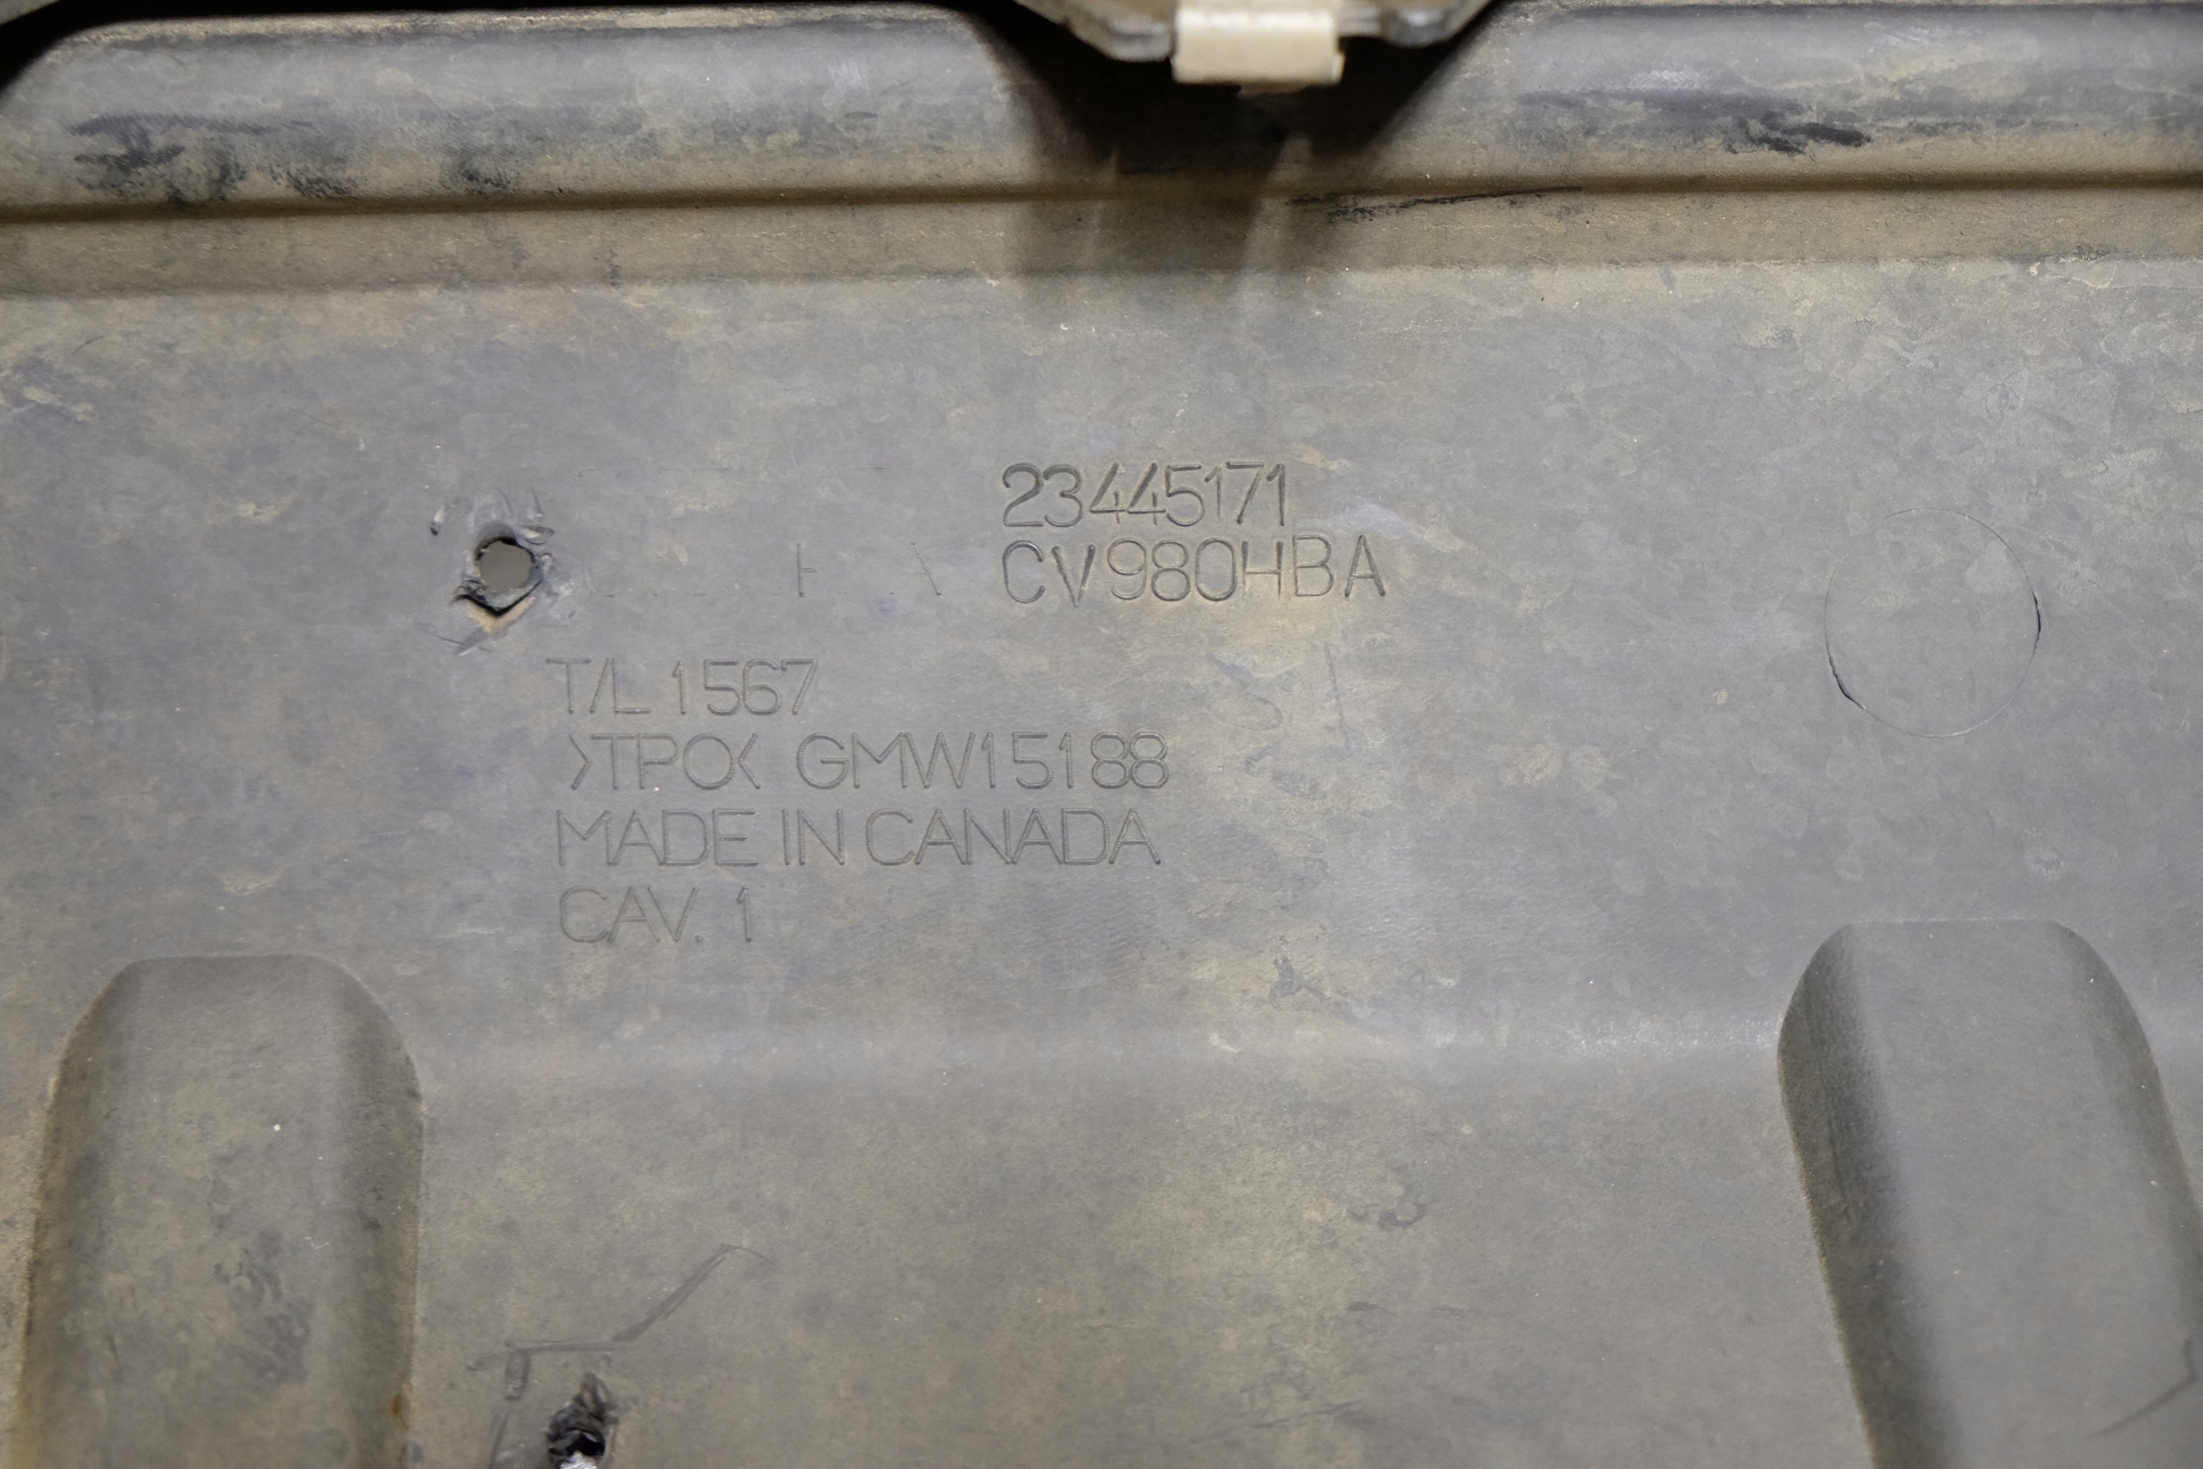 23445171
CV980HBA
T/L 1567
>TPO< GMW15188
MADE IN CANADA
CAV. 1